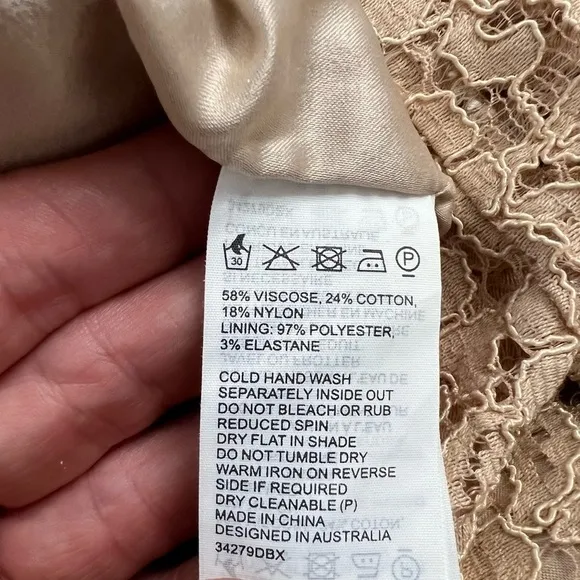 30 P
58% VISCOSE, 24% COTTON,
18% NYLON
LINING: 97% POLYESTER,
3% ELASTANE
COLD HAND WASH
SEPARATELY INSIDE OUT
DO NOT BLEACH OR RUB
REDUCED SPIN
DRY FLAT IN SHADE
DO NOT TUMBLE DRY
WARM IRON ON REVERSE
SIDE IF REQUIRED
DRY CLEANABLE (P)
MADE IN CHINA
DESIGNED IN AUSTRALIA
34279DBX